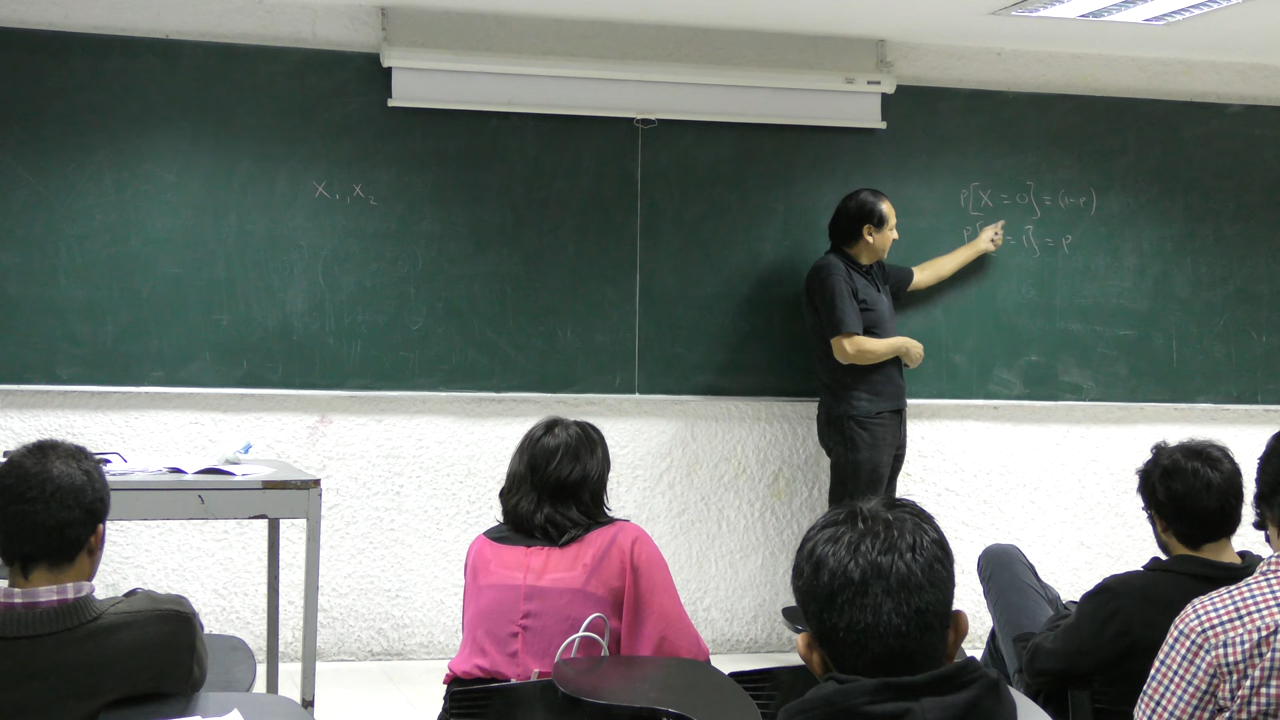 X₁, X₂
P[X = 0] = (1-p)
P[ = 1] = p